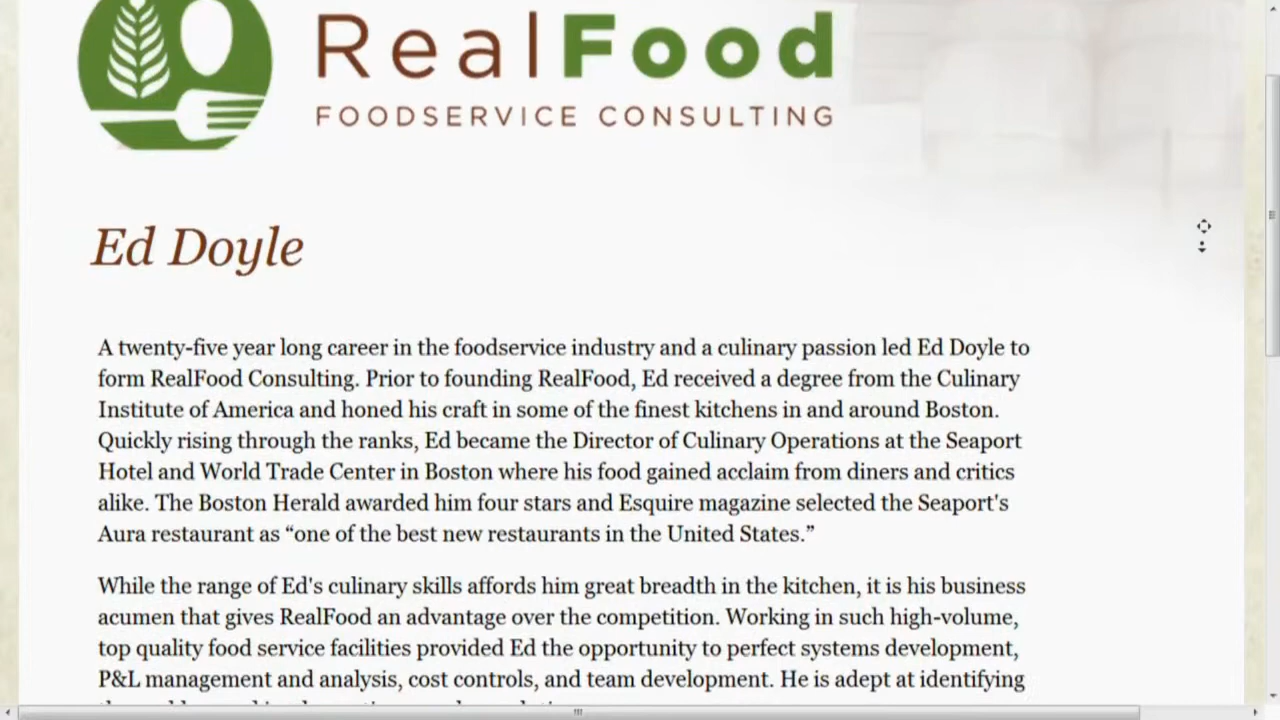 RealFood
FOODSERVICE CONSULTING
Ed Doyle
A twenty-five year long career in the foodservice industry and a culinary passion led Ed Doyle to
form RealFood Consulting. Prior to founding RealFood, Ed received a degree from the Culinary
Institute of America and honed his craft in some of the finest kitchens in and around Boston.
Quickly rising through the ranks, Ed became the Director of Culinary Operations at the Seaport
Hotel and World Trade Center in Boston where his food gained acclaim from diners and critics
alike. The Boston Herald awarded him four stars and Esquire magazine selected the Seaport's
Aura restaurant as “one of the best new restaurants in the United States.”
While the range of Ed's culinary skills affords him great breadth in the kitchen, it is his business
acumen that gives RealFood an advantage over the competition. Working in such high-volume,
top quality food service facilities provided Ed the opportunity to perfect systems development,
P&L management and analysis, cost controls, and team development. He is adept at identifying